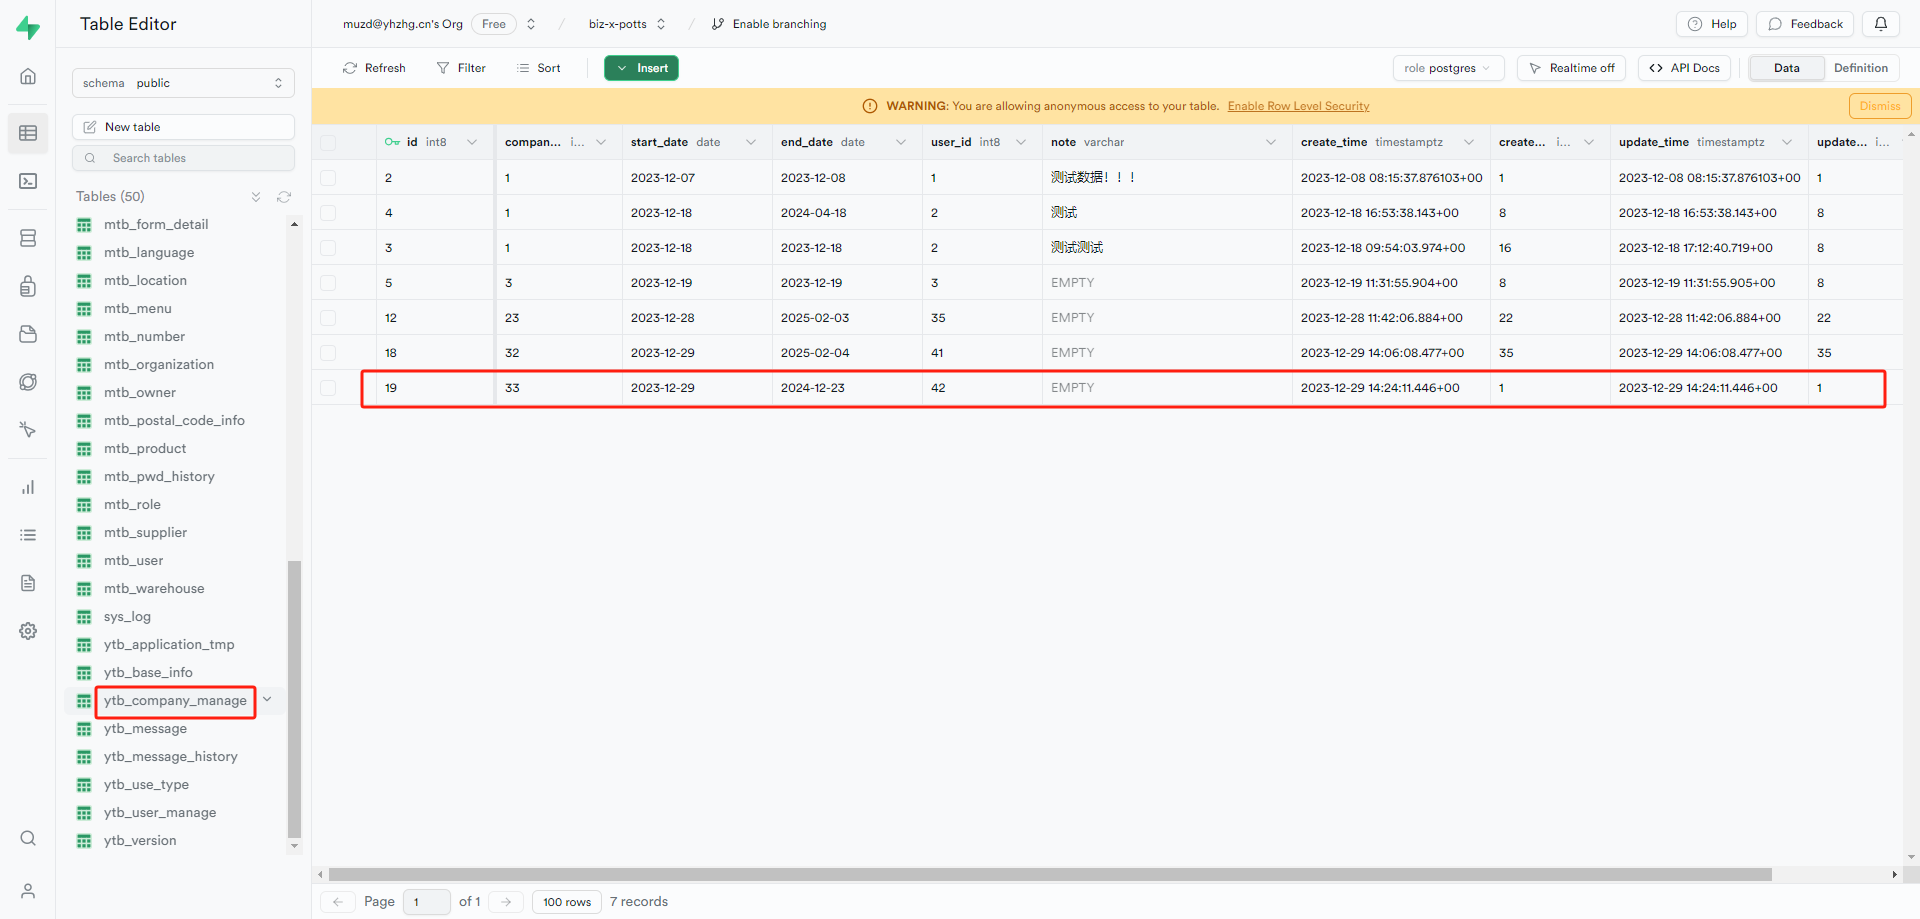 Table Editor
muzd@yhzhg.cn's Org Free / biz-x-potts / Enable branching
Help Feedback
schema public
Refresh Filter Sort Insert
role postgres Realtime off API Docs Data Definition
WARNING: You are allowing anonymous access to your table. Enable Row Level Security Dismiss
New table
Search tables
Tables (50)
mtb_form_detail
mtb_language
mtb_location
mtb_menu
mtb_number
mtb_organization
mtb_owner
mtb_postal_code_info
mtb_product
mtb_pwd_history
mtb_role
mtb_supplier
mtb_user
mtb_warehouse
sys_log
ytb_application_tmp
ytb_base_info
ytb_company_manage
ytb_message
ytb_message_history
ytb_use_type
ytb_user_manage
ytb_version
id int8 compan... i... start_date date end_date date user_id int8 note varchar create_time timestamptz create... i... update_time timestamptz update... i...
2 1 2023-12-07 2023-12-08 1 测试数据！！！ 2023-12-08 08:15:37.876103+00 1 2023-12-08 08:15:37.876103+00 1
4 1 2023-12-18 2024-04-18 2 测试 2023-12-18 16:53:38.143+00 8 2023-12-18 16:53:38.143+00 8
3 1 2023-12-18 2023-12-18 2 测试测试 2023-12-18 09:54:03.974+00 16 2023-12-18 17:12:40.719+00 8
5 3 2023-12-19 2023-12-19 3 EMPTY 2023-12-19 11:31:55.904+00 8 2023-12-19 11:31:55.905+00 8
12 23 2023-12-28 2025-02-03 35 EMPTY 2023-12-28 11:42:06.884+00 22 2023-12-28 11:42:06.884+00 22
18 32 2023-12-29 2025-02-04 41 EMPTY 2023-12-29 14:06:08.477+00 35 2023-12-29 14:06:08.477+00 35
19 33 2023-12-29 2024-12-23 42 EMPTY 2023-12-29 14:24:11.446+00 1 2023-12-29 14:24:11.446+00 1
Page 1 of 1 100 rows 7 records